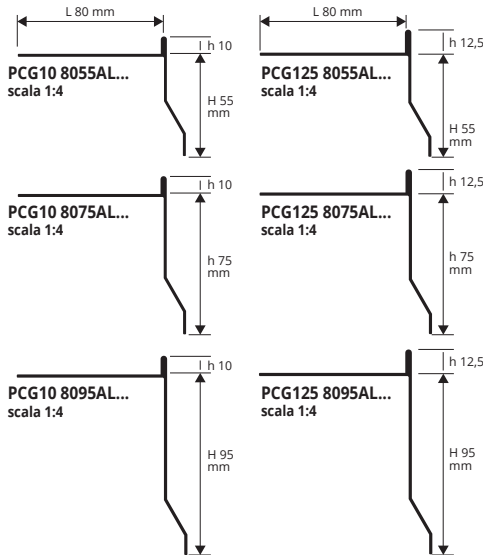 L 80 mm
h 10
PCG10 8055AL...
scala 1:4
H 55
mm
L 80 mm
h 12,5
PCG125 8055AL...
scala 1:4
H 55
mm
h 10
PCG10 8075AL...
scala 1:4
h 75
mm
h 12,5
PCG125 8075AL...
scala 1:4
h 75
mm
h 10
PCG10 8095AL...
scala 1:4
H 95
mm
h 12,5
PCG125 8095AL...
scala 1:4
H 95
mm